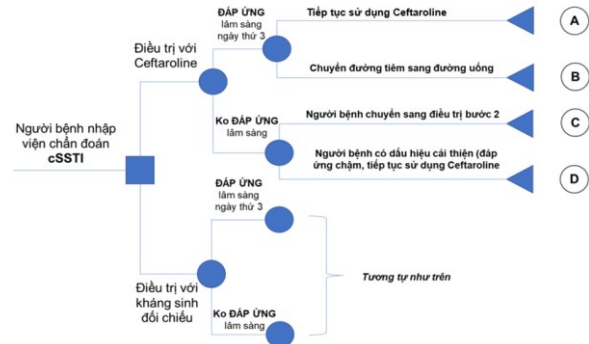 Người bệnh nhập
viện chẩn đoán
cSSTI
Điều trị với
Ceftaroline
ĐÁP ỨNG
lâm sàng
ngày thứ 3
Tiếp tục sử dụng Ceftaroline
A
Chuyển đường tiêm sang đường uống
B
Ko ĐÁP ỨNG
lâm sàng
Người bệnh chuyển sang điều trị bước 2
C
Người bệnh có dấu hiệu cải thiện (đáp
ứng chậm, tiếp tục sử dụng Ceftaroline
D
Điều trị với
kháng sinh
đối chiếu
ĐÁP ỨNG
lâm sàng
ngày thứ 3
Ko ĐÁP ỨNG
lâm sàng
Tương tự như trên